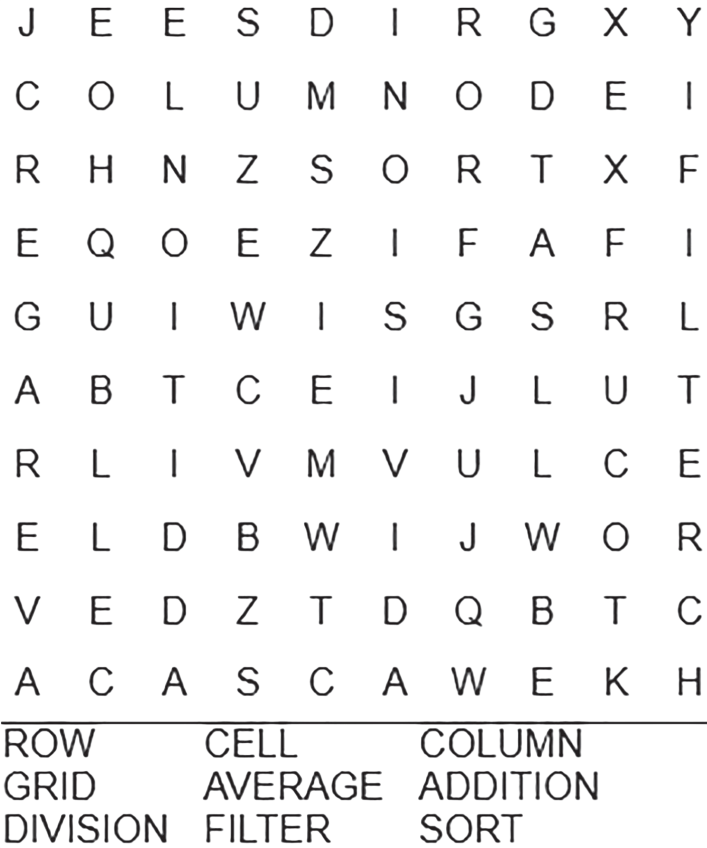 J E E S D I R G X Y
C O L U M N O D E I
R H N Z S O R T X F
E Q O E Z I F A F I
G U I W I S G S R L
A B T C E I J L U T
R L I V M V U L C E
E L D B W I J W O R
V E D Z T D Q B T C
A C A S C A W E K H
ROW CELL COLUMN
GRID AVERAGE ADDITION
DIVISION FILTER SORT